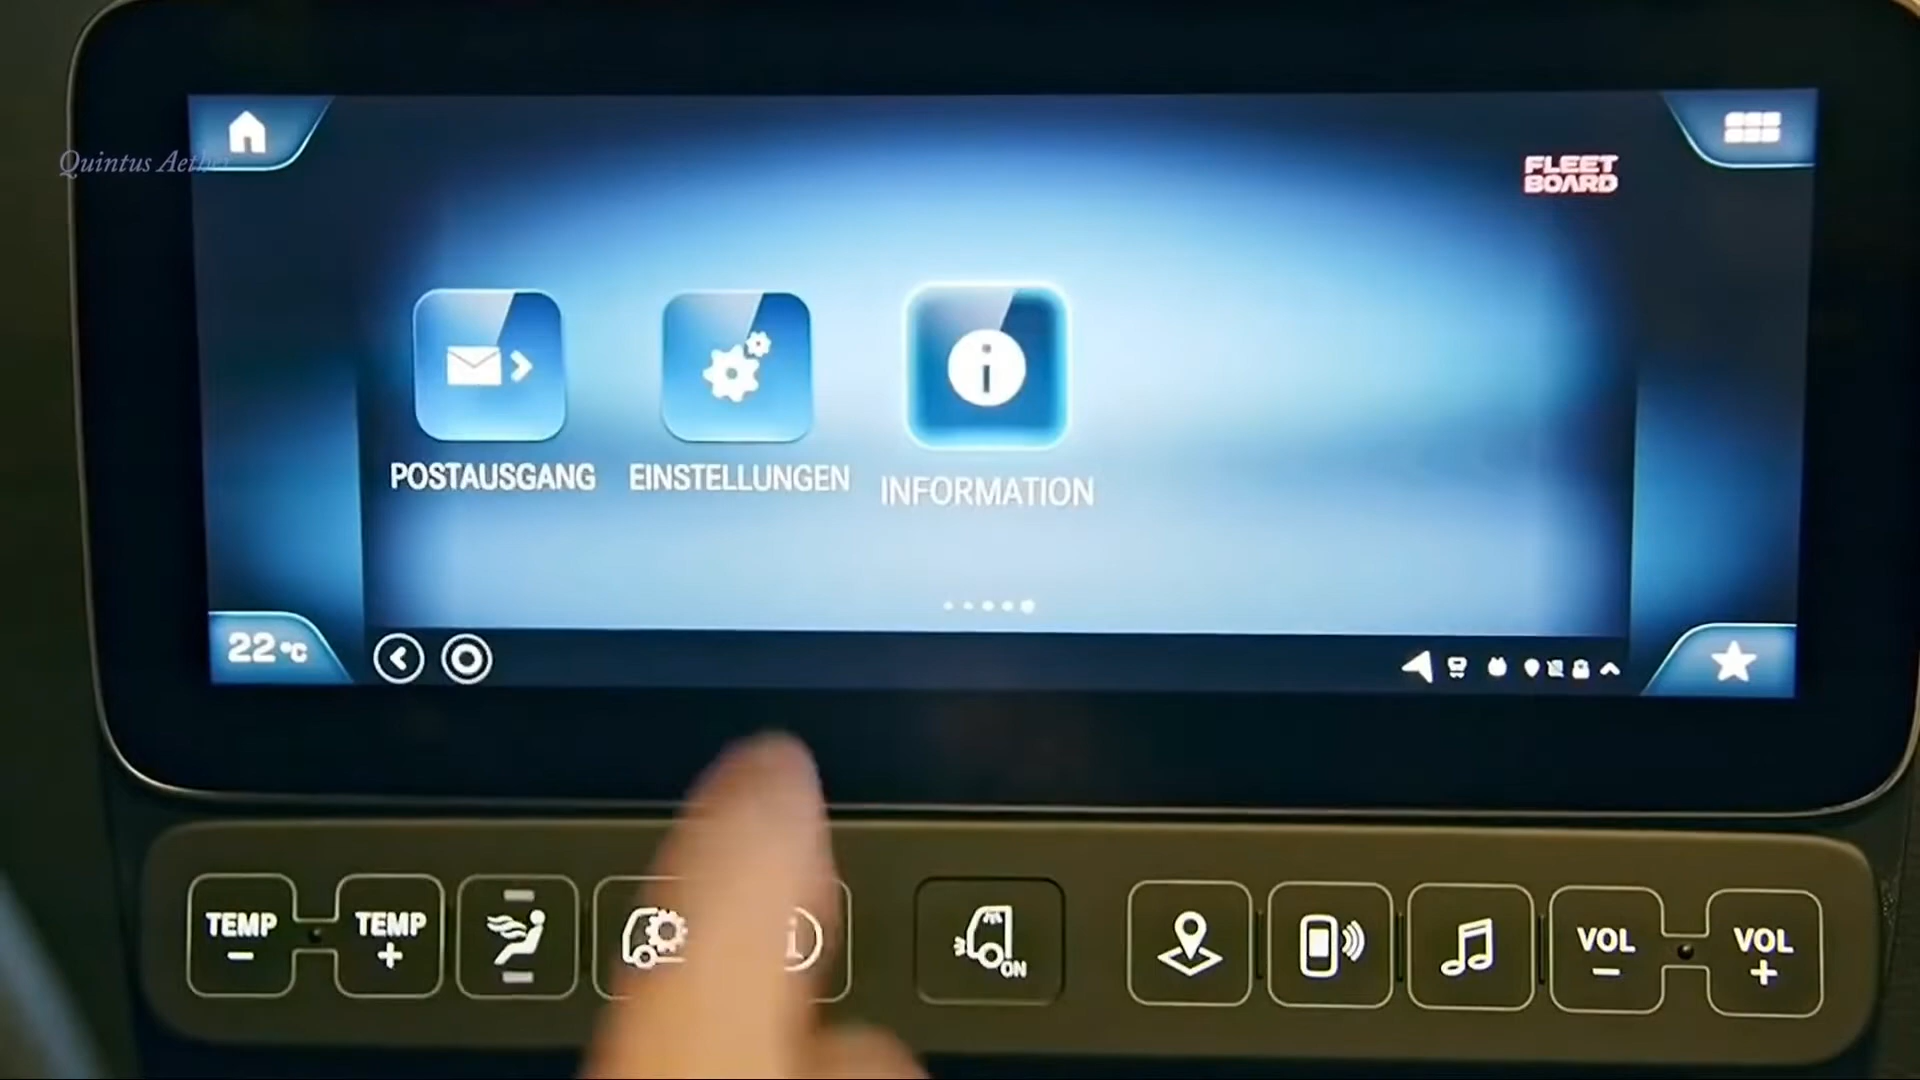 Quintus Aether
FLEET
BOARD
POSTAUSGANG
EINSTELLUNGEN
INFORMATION
22 °C
TEMP
−
TEMP
+
ON
VOL
−
VOL
+